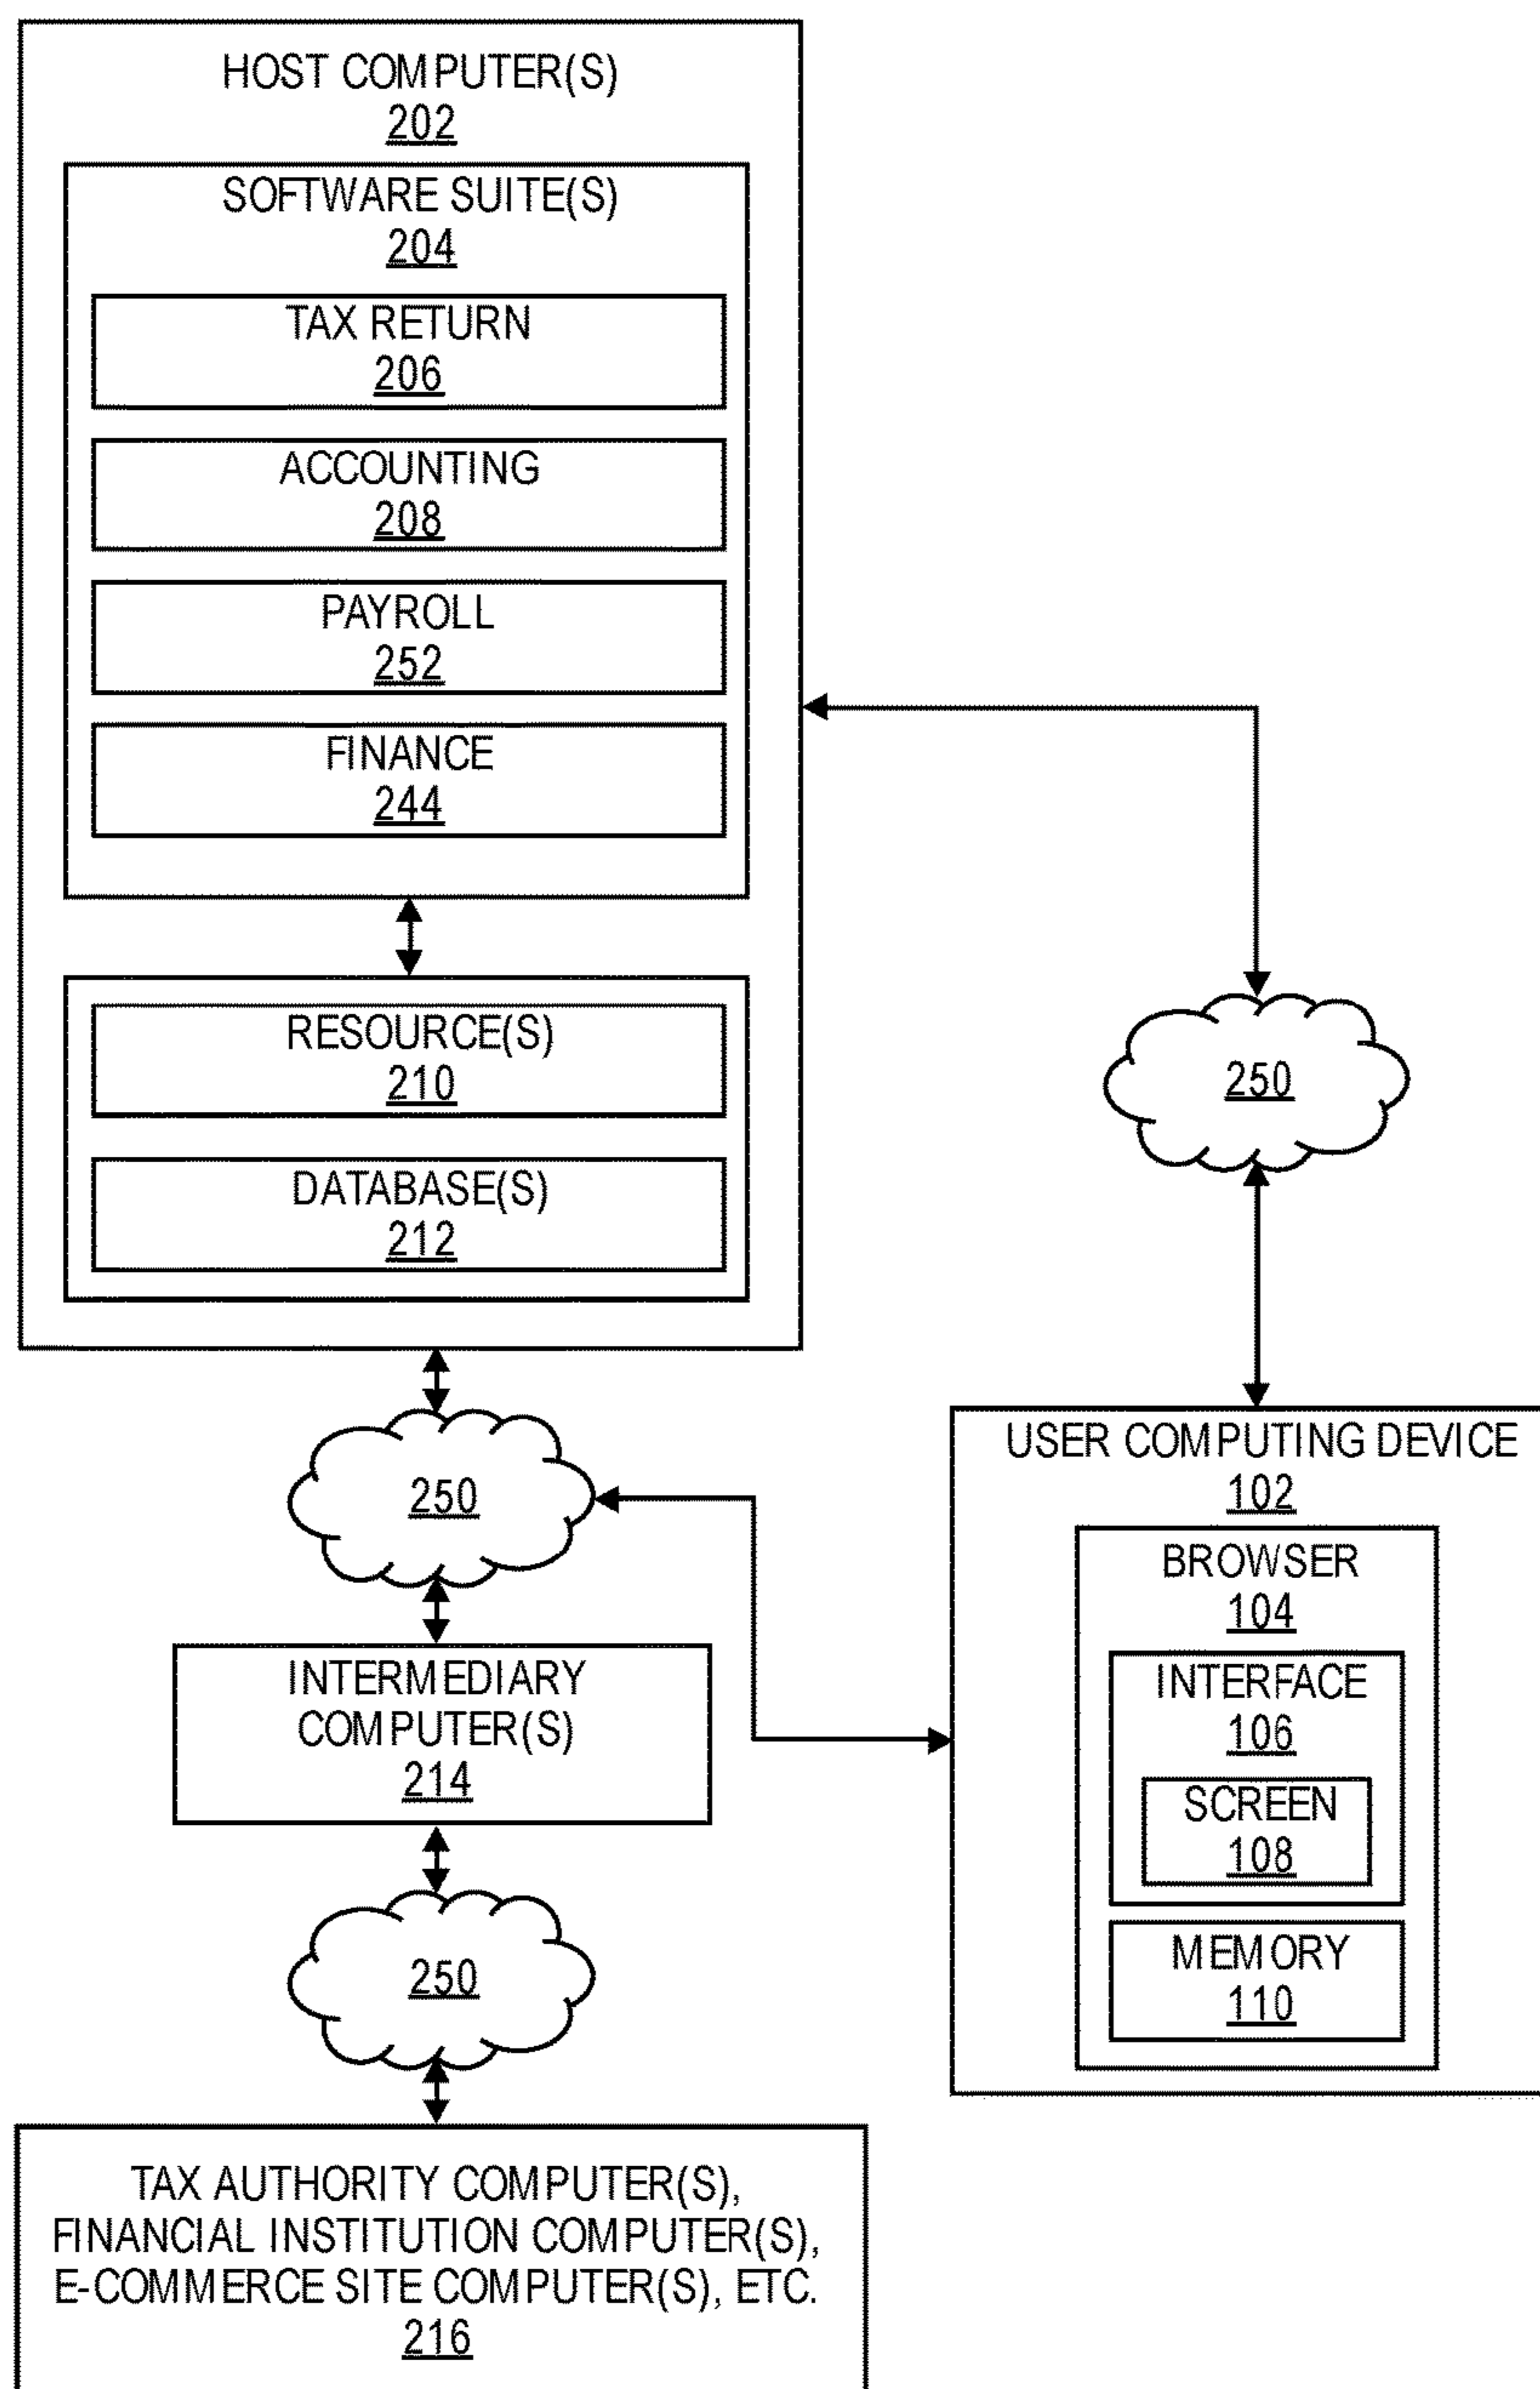 HOST COMPUTER(S)
202
SOFTWARE SUITE(S)
204
TAX RETURN
206
ACCOUNTING
208
PAYROLL
252
FINANCE
244
RESOURCE(S)
210
DATABASE(S)
212
250
250
USER COMPUTING DEVICE
102
BROWSER
104
INTERFACE
106
SCREEN
108
MEMORY
110
INTERMEDIARY
COMPUTER(S)
214
250
TAX AUTHORITY COMPUTER(S),
FINANCIAL INSTITUTION COMPUTER(S),
E-COMMERCE SITE COMPUTER(S), ETC.
216